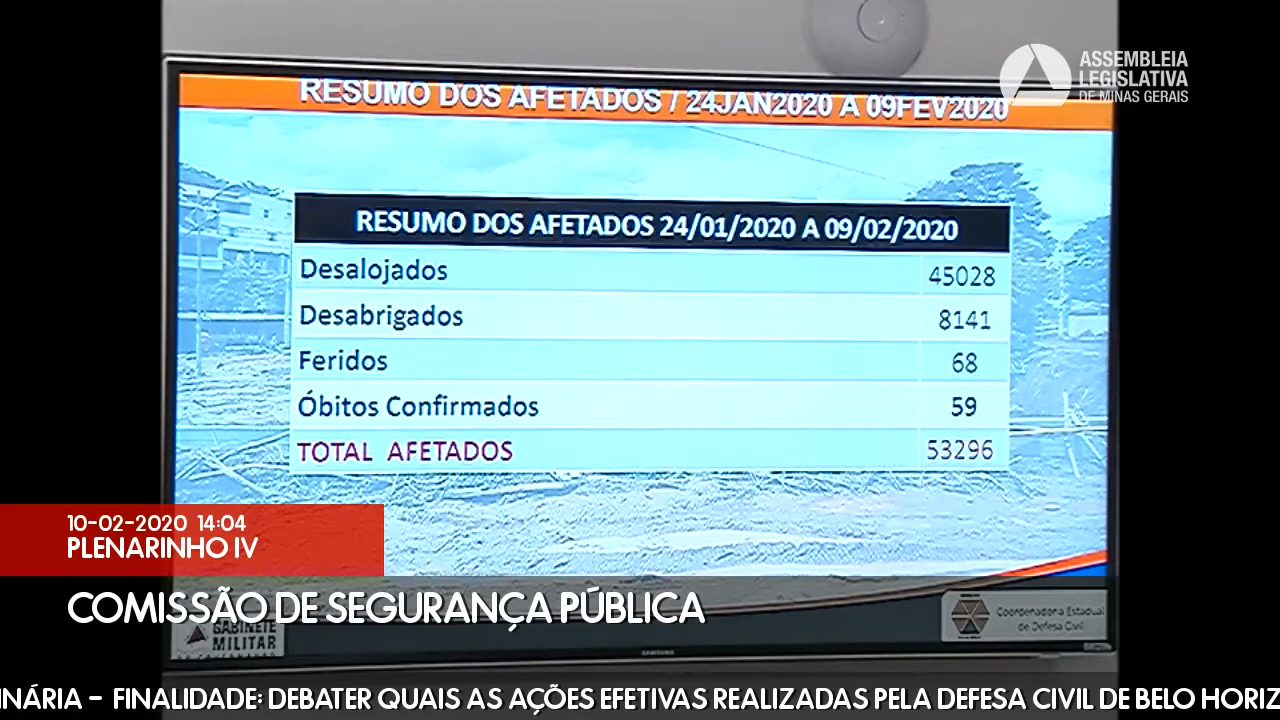 ASSEMBLEIA
LEGISLATIVA
DE MINAS GERAIS
RESUMO DOS AFETADOS / 24JAN2020 A 09FEV2020
RESUMO DOS AFETADOS 24/01/2020 A 09/02/2020
Desalojados 45028
Desabrigados 8141
Feridos 68
Óbitos Confirmados 59
TOTAL AFETADOS 53296
10-02-2020 14:04
PLENARINHO IV
COMISSÃO DE SEGURANÇA PÚBLICA
GABINETE
MILITAR
Coordenadoria Estadual
de Defesa Civil
SAMSUNG
INÁRIA – FINALIDADE: DEBATER QUAIS AS AÇÕES EFETIVAS REALIZADAS PELA DEFESA CIVIL DE BELO HORIZ